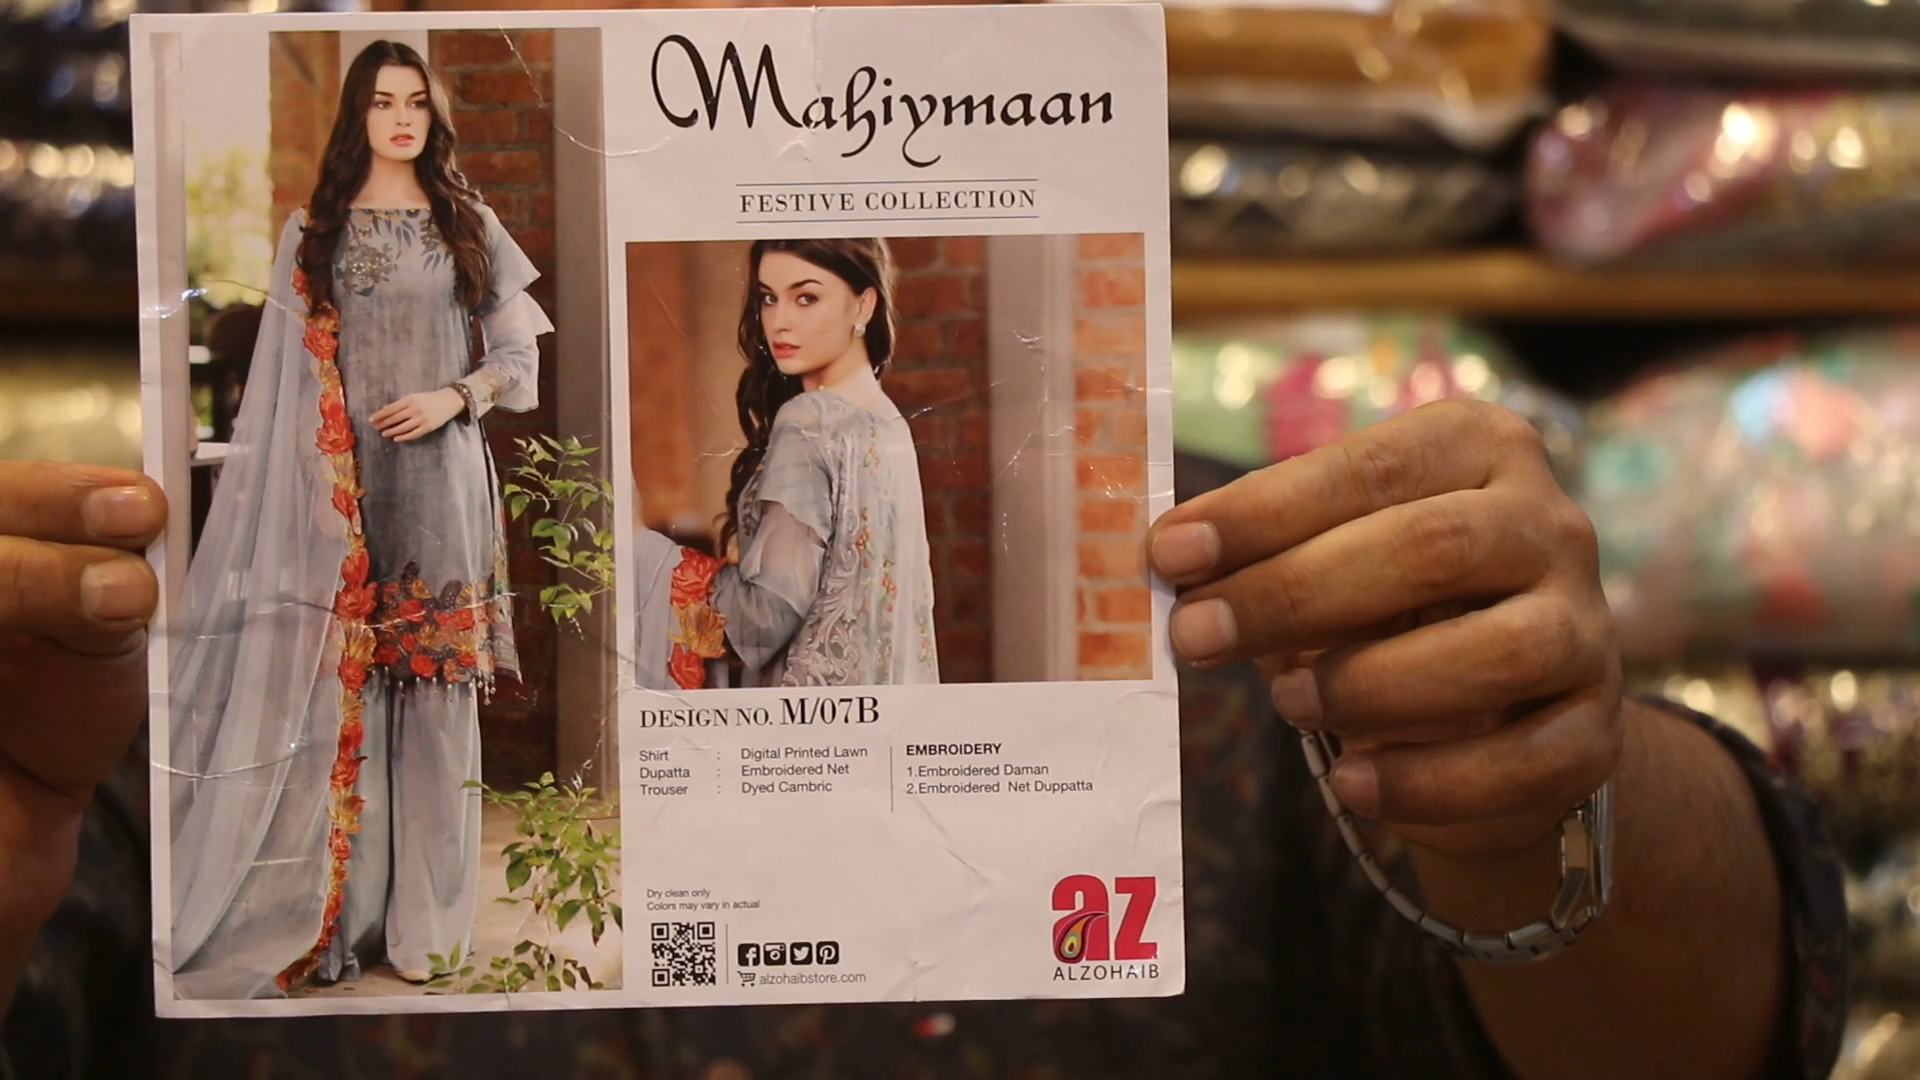 Mahiymaan
FESTIVE COLLECTION
DESIGN NO. M/07B
Shirt : Digital Printed Lawn
Dupatta : Embroidered Net
Trouser : Dyed Cambric
EMBROIDERY
1.Embroidered Daman
2.Embroidered Net Duppatta
Dry clean only
Colors may vary in actual
alzohaibstore.com
az
ALZOHAIB